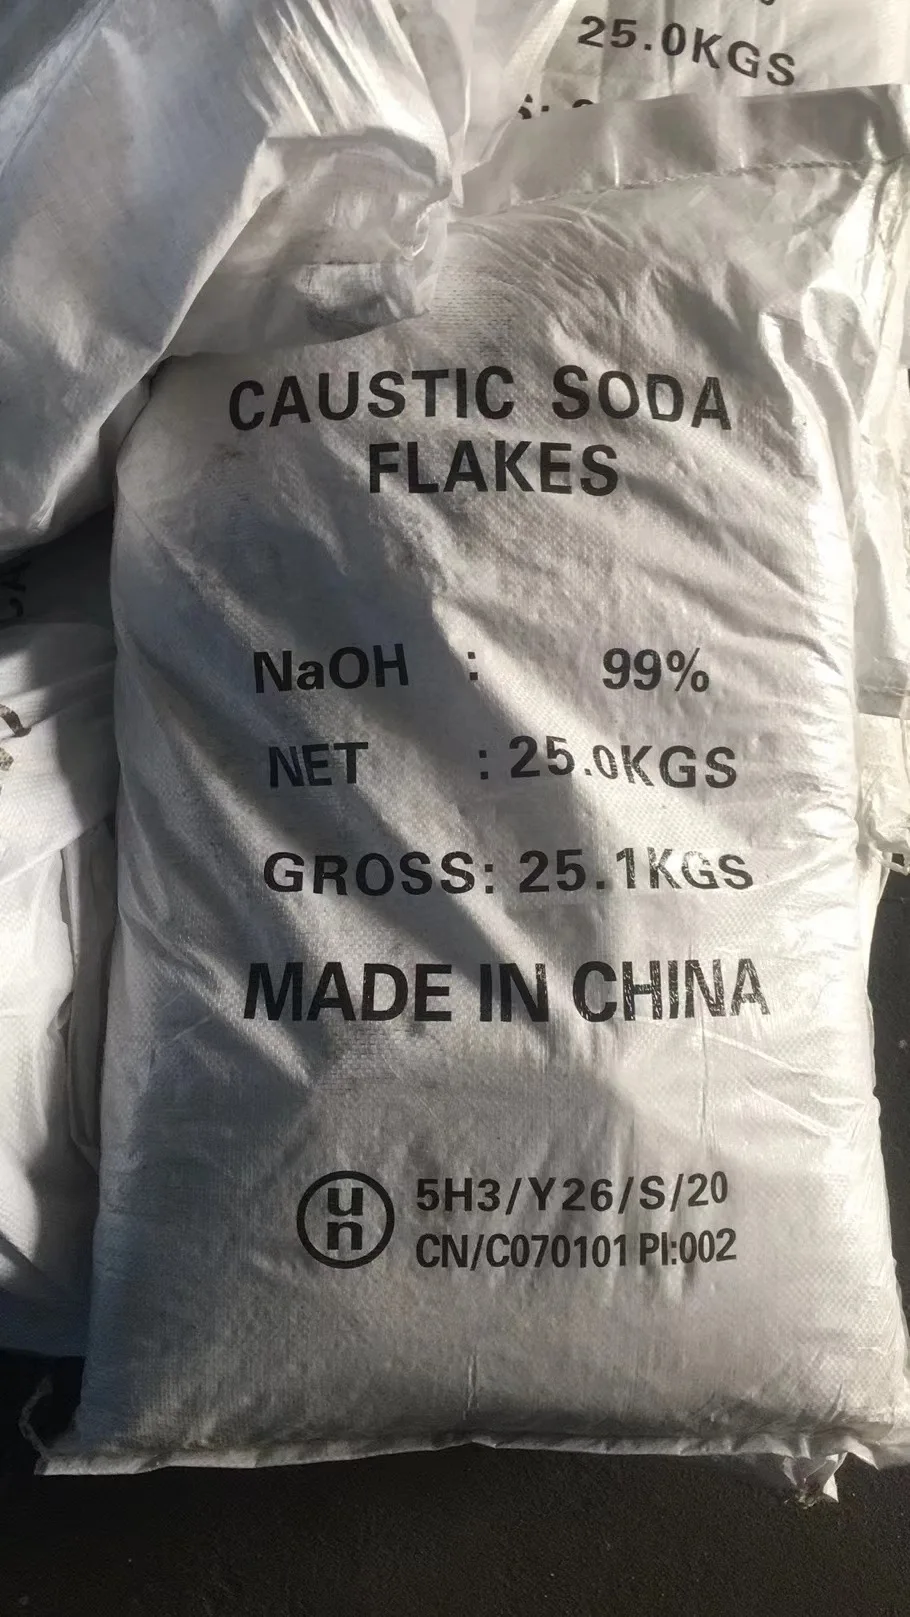 25.0KGS
CAUSTIC SODA
FLAKES
NaOH : 99%
NET : 25.0KGS
GROSS: 25.1KGS
MADE IN CHINA
un
5H3/Y26/S/20
CN/C070101 PI:002